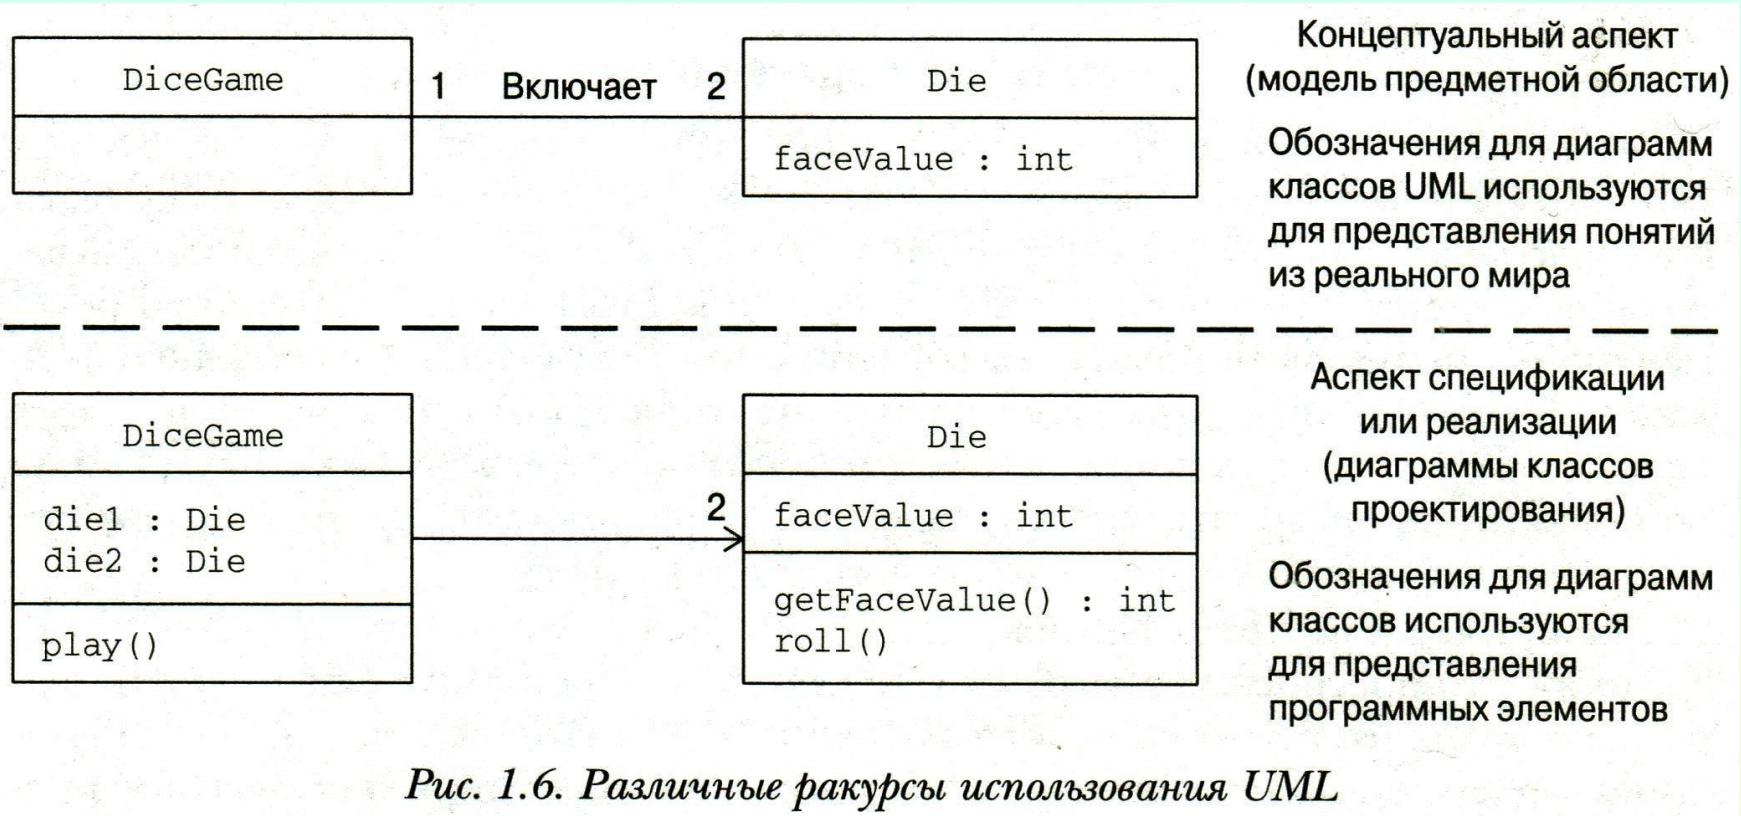 DiceGame
1 Включает 2
Die
faceValue : int
Концептуальный аспект
(модель предметной области)
Обозначения для диаграмм
классов UML используются
для представления понятий
из реального мира
DiceGame
die1 : Die
die2 : Die
play()
2
Die
faceValue : int
getFaceValue() : int
roll()
Аспект спецификации
или реализации
(диаграммы классов
проектирования)
Обозначения для диаграмм
классов используются
для представления
программных элементов
Рис. 1.6. Различные ракурсы использования UML